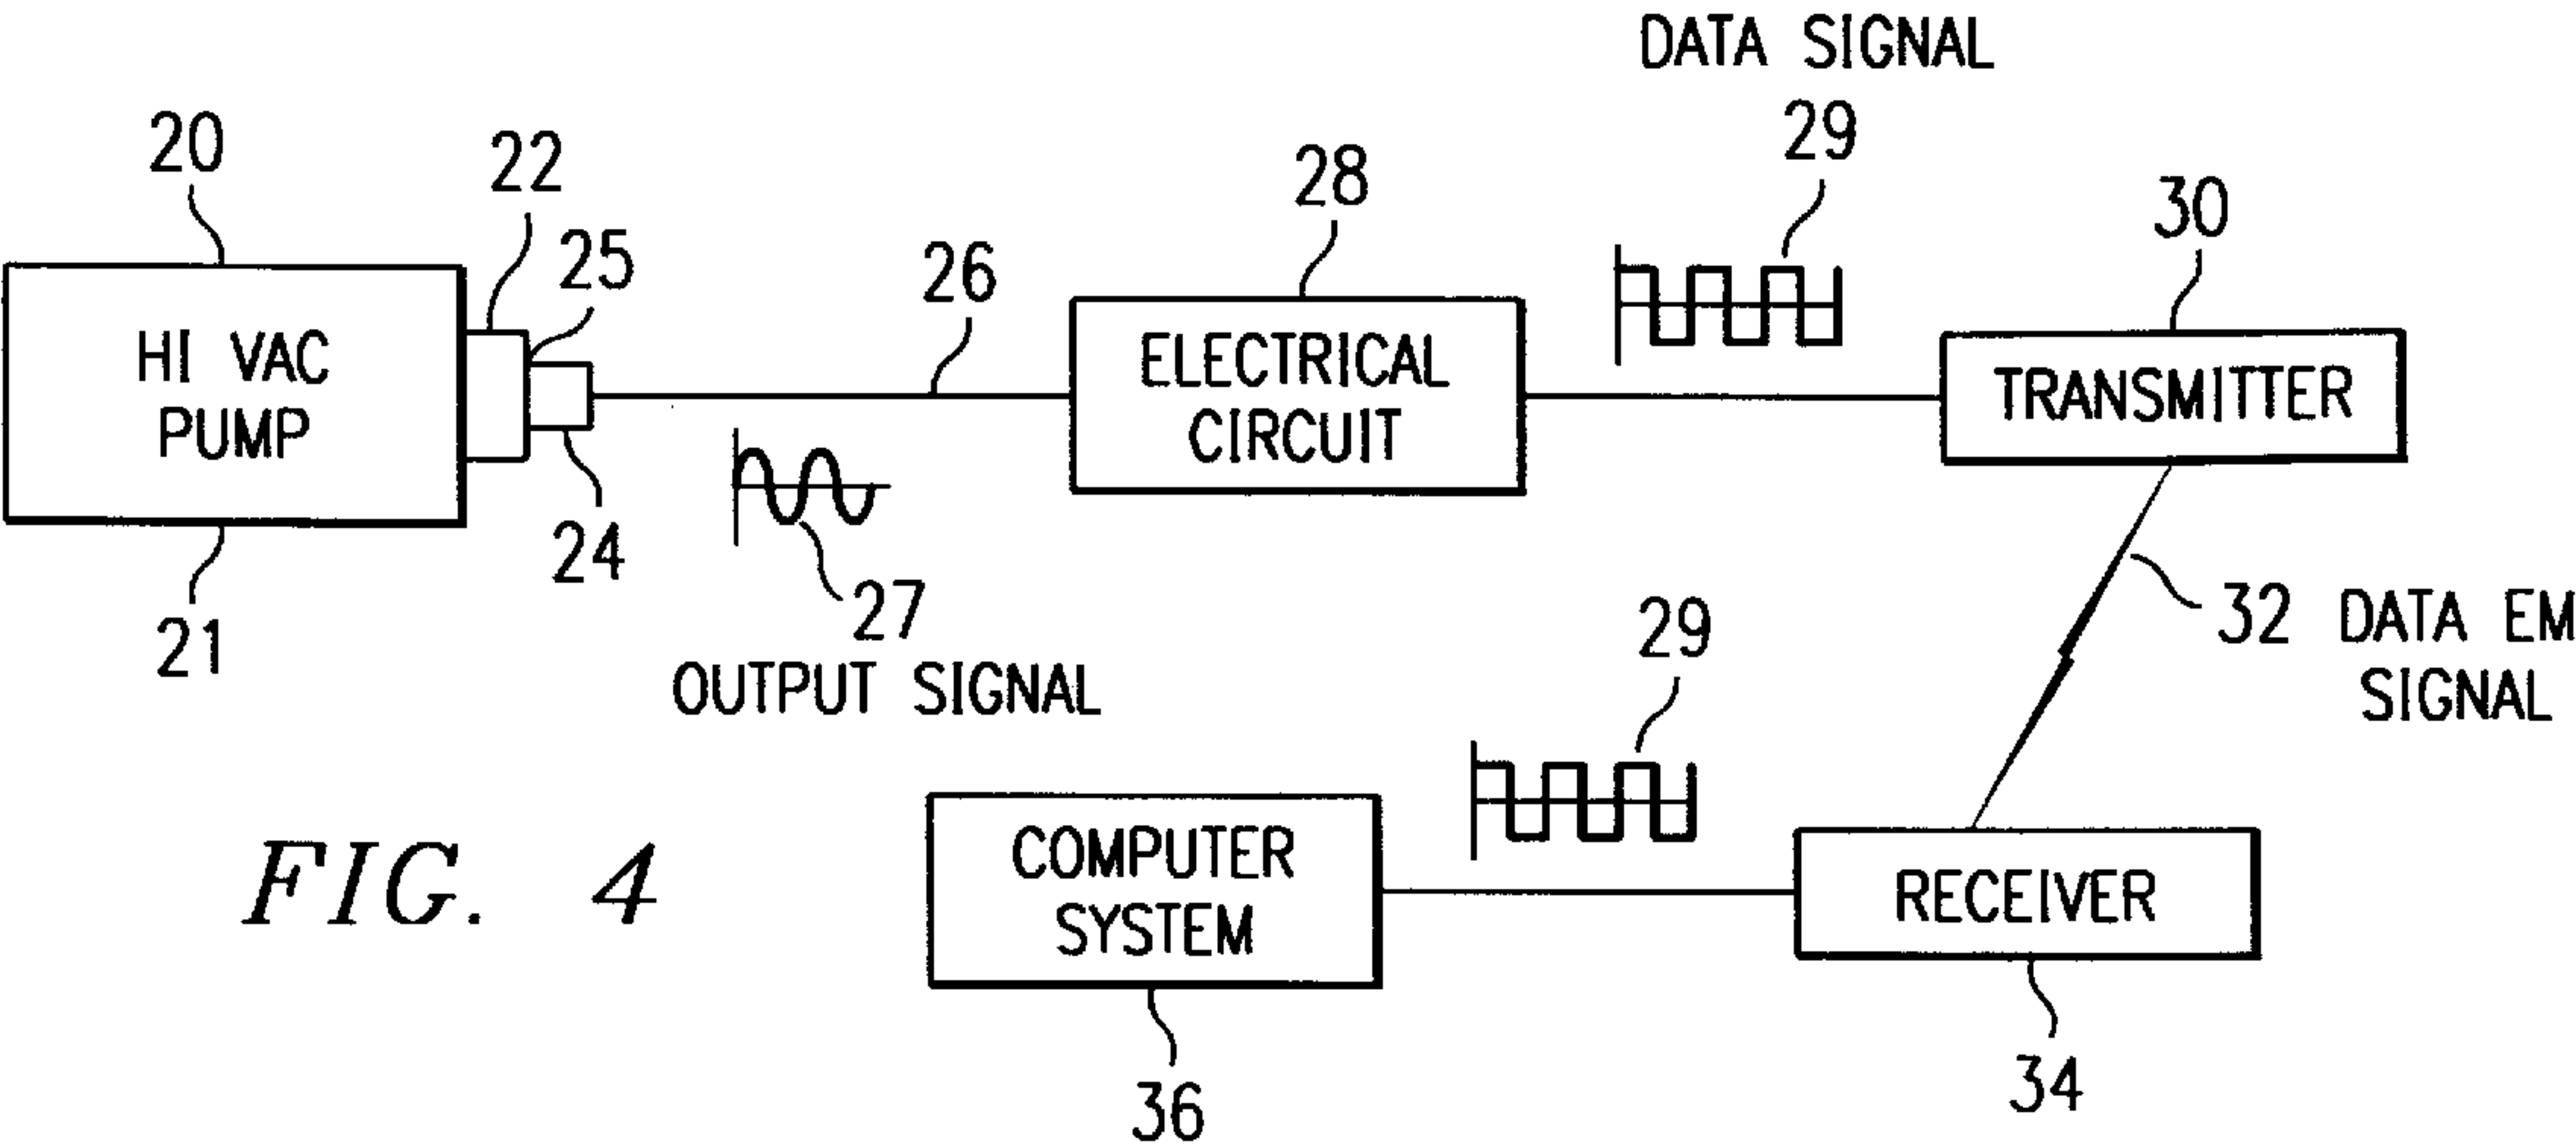 DATA SIGNAL
29
20
22
25
28
30
26
HI VAC
PUMP
ELECTRICAL
CIRCUIT
TRANSMITTER
24
21
27
OUTPUT SIGNAL
32 DATA EM
SIGNAL
29
COMPUTER
SYSTEM
RECEIVER
FIG. 4
36
34